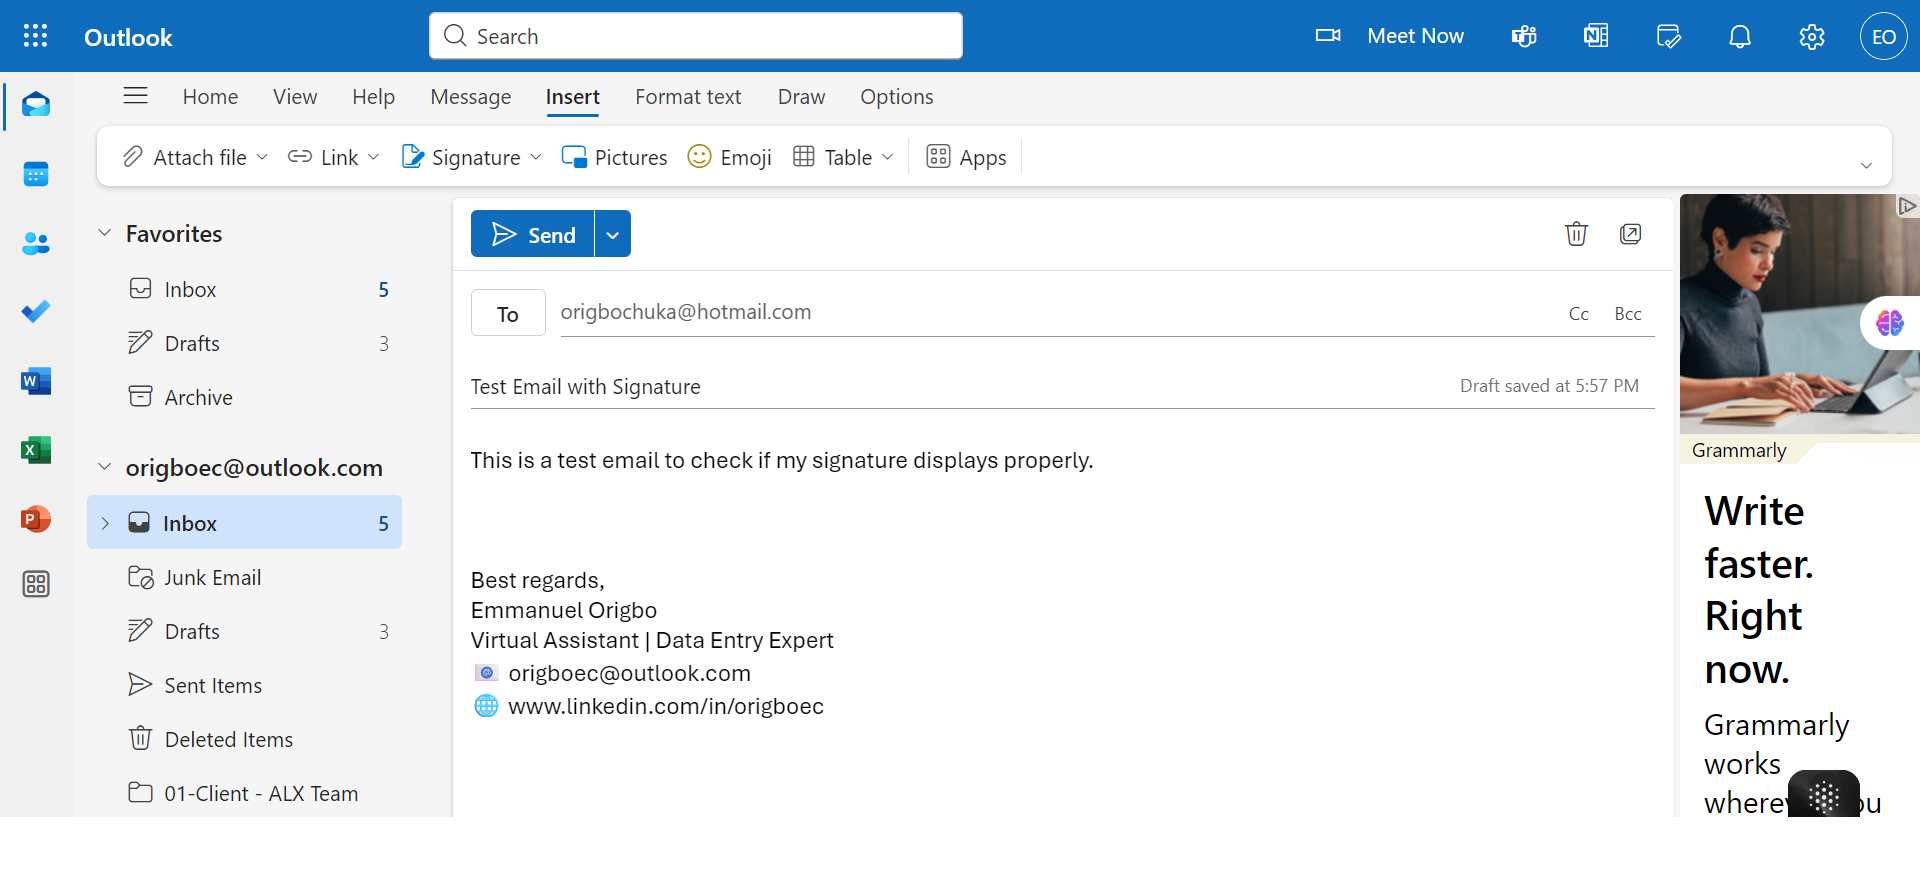 Outlook
Search
Meet Now
EO
Home View Help Message Insert Format text Draw Options
Attach file Link Signature Pictures Emoji Table Apps
Favorites
Inbox 5
Drafts 3
Archive
origboec@outlook.com
Inbox 5
Junk Email
Drafts 3
Sent Items
Deleted Items
01-Client - ALX Team
Send
To origbochuka@hotmail.com Cc Bcc
Test Email with Signature Draft saved at 5:57 PM
This is a test email to check if my signature displays properly.
Best regards,
Emmanuel Origbo
Virtual Assistant | Data Entry Expert
origboec@outlook.com
www.linkedin.com/in/origboec
Grammarly
Write
faster.
Right
now.
Grammarly
works